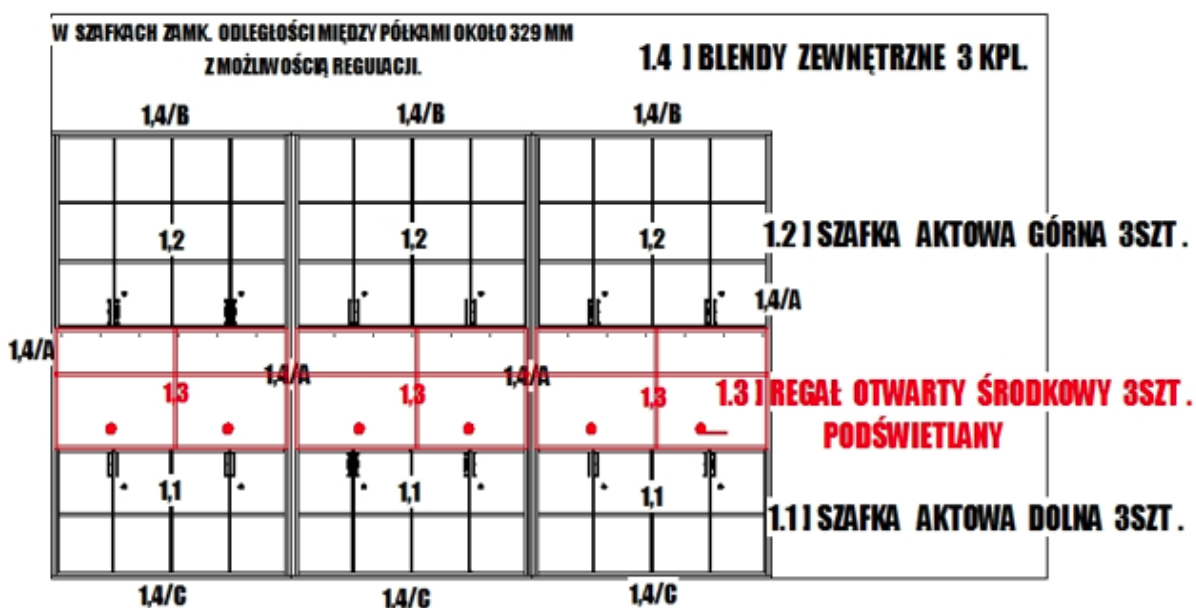 W SZAFKACH ZAMK. ODLEGŁOŚCI MIĘDZY PÓŁKAMI OKOŁO 329 MM
Z MOŻLIWOŚCIĄ REGULACJI.
1.4 ] BLENDY ZEWNĘTRZNE 3 KPL.
1,4/B 1,4/B 1,4/B
1,2 1,2 1,2
1.2 ] SZAFKA AKTOWA GÓRNA 3SZT .
1,4/A
1,4/A 1,4/A 1,4/A
1.3 1.3 1,3
1.3 ] REGAŁ OTWARTY ŚRODKOWY 3SZT .
PODŚWIETLANY
1,1 1,1 1,1
1.1 ] SZAFKA AKTOWA DOLNA 3SZT .
1,4/C 1,4/C 1,4/C